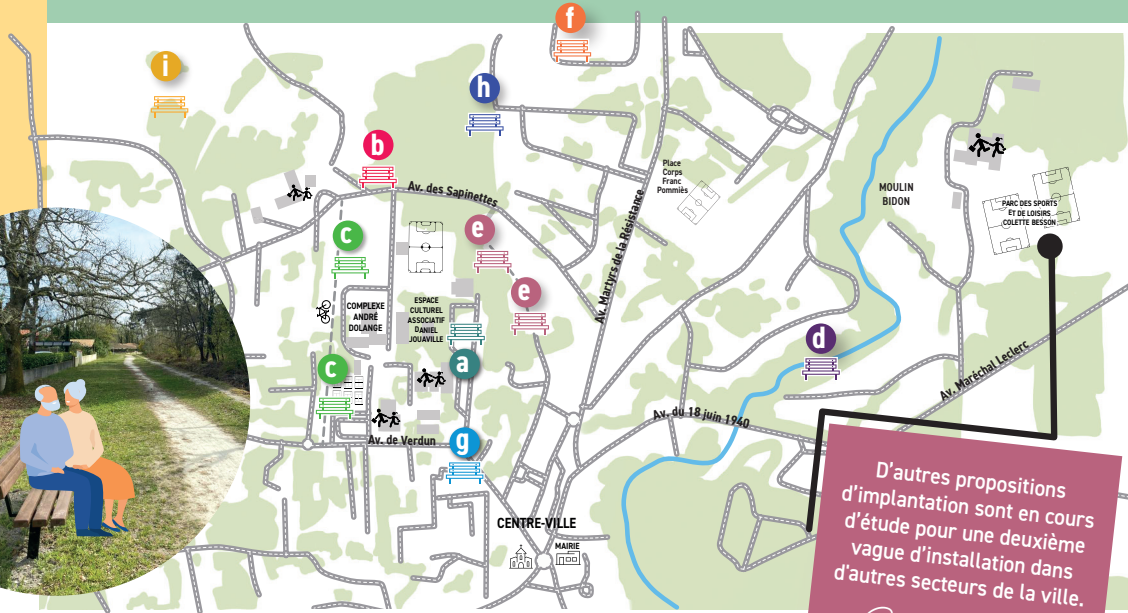 f
i
h
b
Av. des Sapinettes
Place
Corps
Franc
Pommiès
MOULIN
BIDON
PARC DES SPORTS
ET DE LOISIRS
COLETTE BESSON
c
e
e
Av. Martyrs de la Résistance
COMPLEXE
ANDRÉ
DOLANGE
ESPACE
CULTUREL
ASSOCIATIF
DANIEL
JOUAVILLE
a
d
c
Av. Maréchal Leclerc
Av. du 18 juin 1940
Av. de Verdun
g
CENTRE-VILLE
MAIRIE
D'autres propositions
d'implantation sont en cours
d'étude pour une deuxième
vague d'installation dans
d'autres secteurs de la ville.